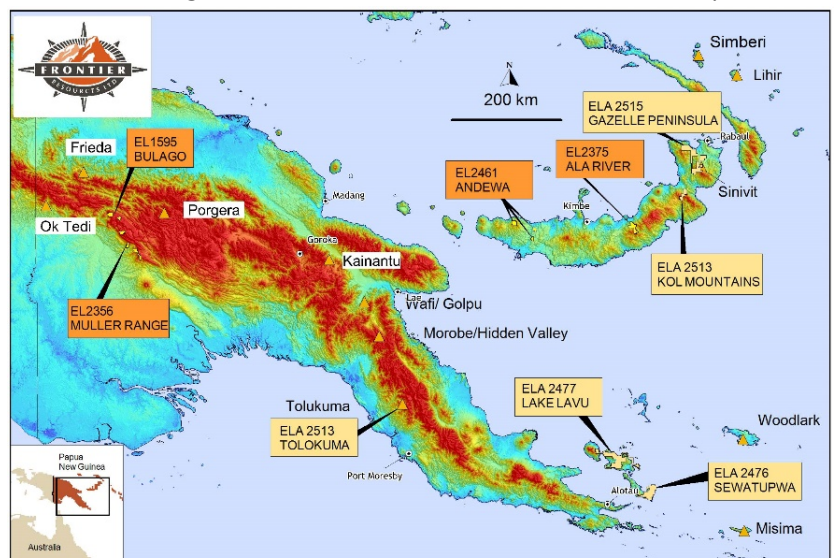 FRONTIER
RESOURCES LTD
N
200 km
Simberi
Lihir
ELA 2515
GAZELLE PENINSULA
Rabaul
EL1595
BULAGO
Frieda
EL2375
ALA RIVER
EL2461
ANDEWA
Sinivit
Kimbe
Madang
Ok Tedi
Porgera
Goroka
Kainantu
ELA 2513
KOL MOUNTAINS
Lae
Wafi/ Golpu
EL2356
MULLER RANGE
Morobe/Hidden Valley
ELA 2477
LAKE LAVU
Tolukuma
Woodlark
ELA 2513
TOLOKUMA
Papua
New Guinea
Port Moresby
ELA 2476
SEWATUPWA
Alotau
Misima
Australia